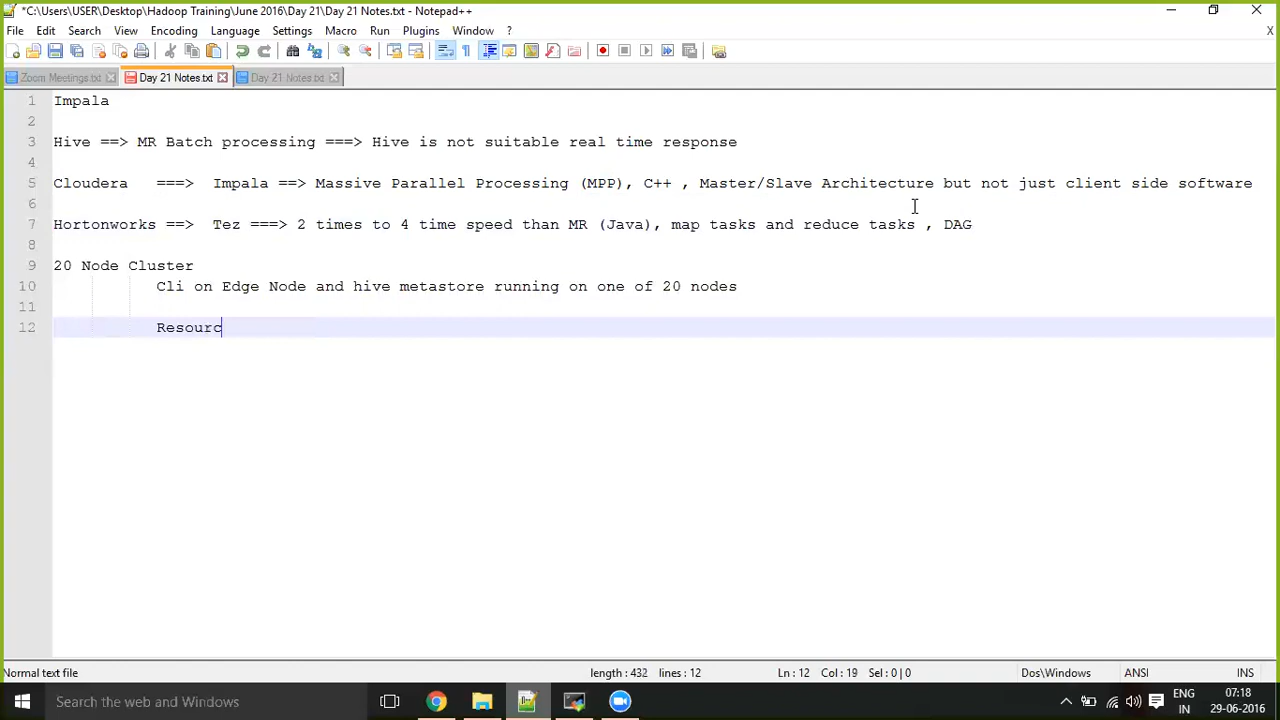 *C:\Users\USER\Desktop\Hadoop Training\June 2016\Day 21\Day 21 Notes.txt - Notepad++
File Edit Search View Encoding Language Settings Macro Run Plugins Window ? X
Zoom Meetings.txt Day 21 Notes.txt Day 21 Notes.txt
1 Impala
2
3 Hive ==> MR Batch processing ===> Hive is not suitable real time response
4
5 Cloudera ===> Impala ==> Massive Parallel Processing (MPP), C++ , Master/Slave Architecture but not just client side software
6
7 Hortonworks ==> Tez ===> 2 times to 4 time speed than MR (Java), map tasks and reduce tasks , DAG
8
9 20 Node Cluster
10 Cli on Edge Node and hive metastore running on one of 20 nodes
11
12 Resourc
Normal text file length : 432 lines : 12 Ln : 12 Col : 19 Sel : 0 | 0 Dos\Windows ANSI INS
Search the web and Windows
ENG 07:18
IN 29-06-2016